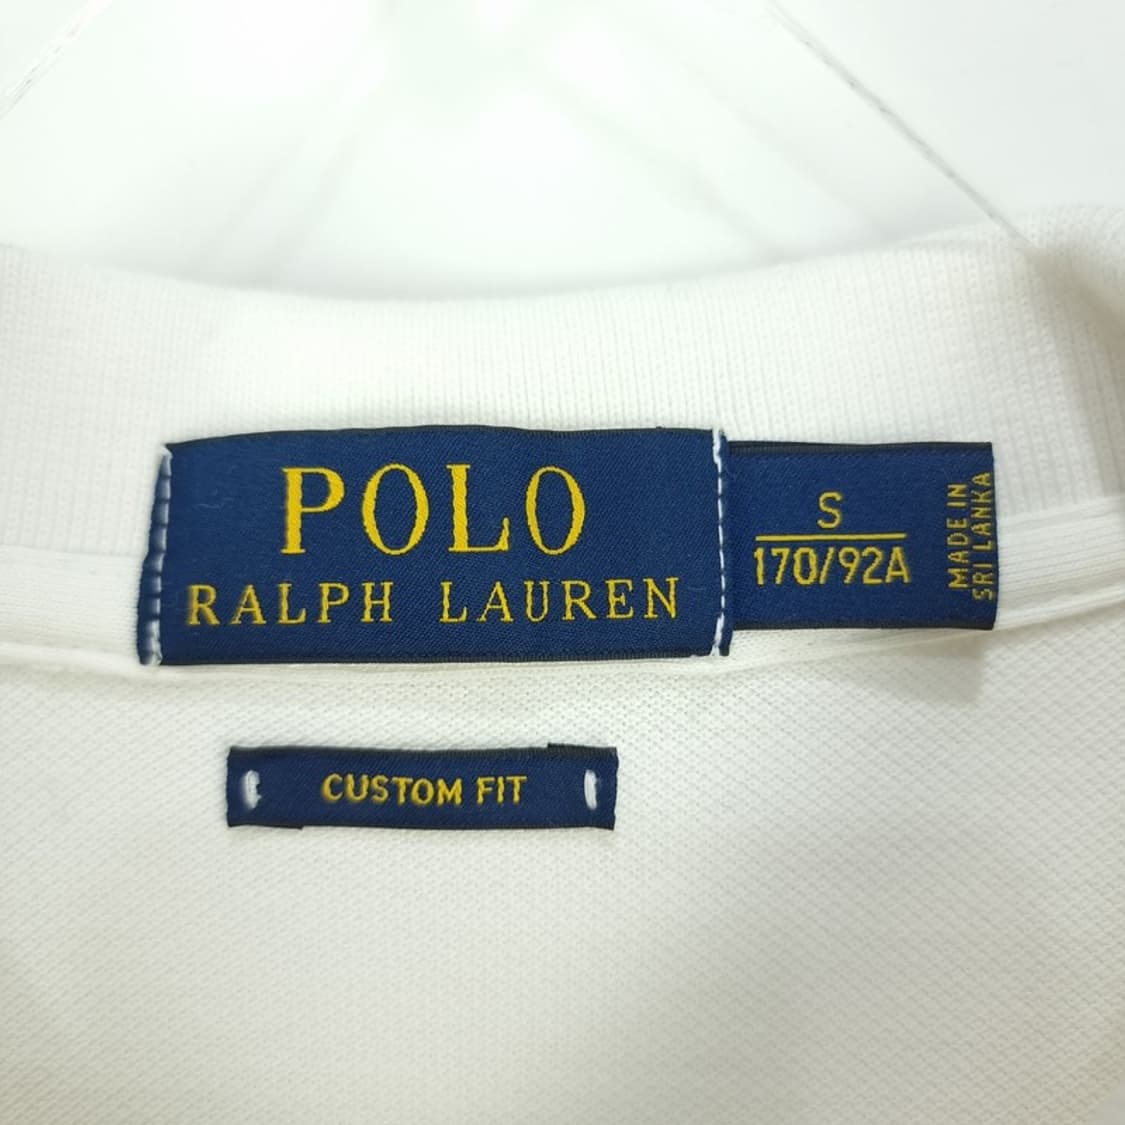 POLO
RALPH LAUREN
S
170/92A
MADE IN
SRI LANKA
CUSTOM FIT